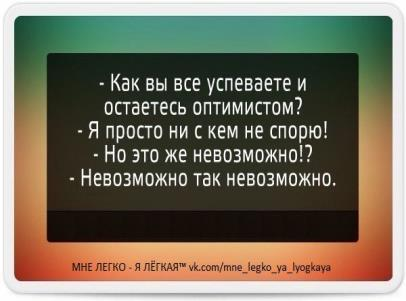 - Как вы все успеваете и
остаетесь оптимистом?
- Я просто ни с кем не спорю!
- Но это же невозможно!?
- Невозможно так невозможно.
МНЕ ЛЕГКО - Я ЛЁГКАЯ™ vk.com/mne_legko_ya_lyogkaya